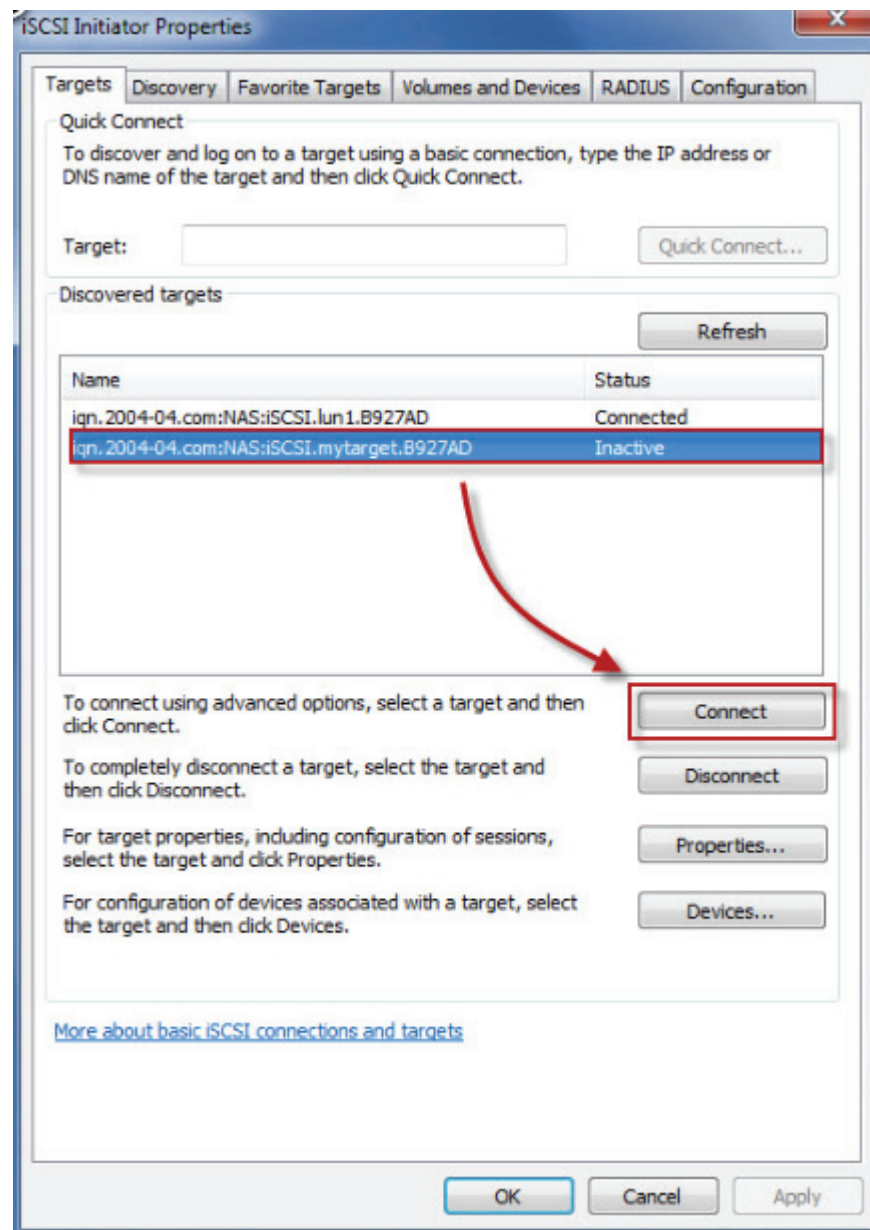 iSCSI Initiator Properties
Targets Discovery Favorite Targets Volumes and Devices RADIUS Configuration
Quick Connect
To discover and log on to a target using a basic connection, type the IP address or
DNS name of the target and then click Quick Connect.
Target:
Quick Connect...
Discovered targets
Refresh
Name Status
iqn.2004-04.com:NAS:iSCSI.lun1.B927AD Connected
iqn.2004-04.com:NAS:iSCSI.mytarget.B927AD Inactive
To connect using advanced options, select a target and then
click Connect.
Connect
To completely disconnect a target, select the target and
then click Disconnect.
Disconnect
For target properties, including configuration of sessions,
select the target and click Properties.
Properties...
For configuration of devices associated with a target, select
the target and then click Devices.
Devices...
More about basic iSCSI connections and targets
OK Cancel Apply